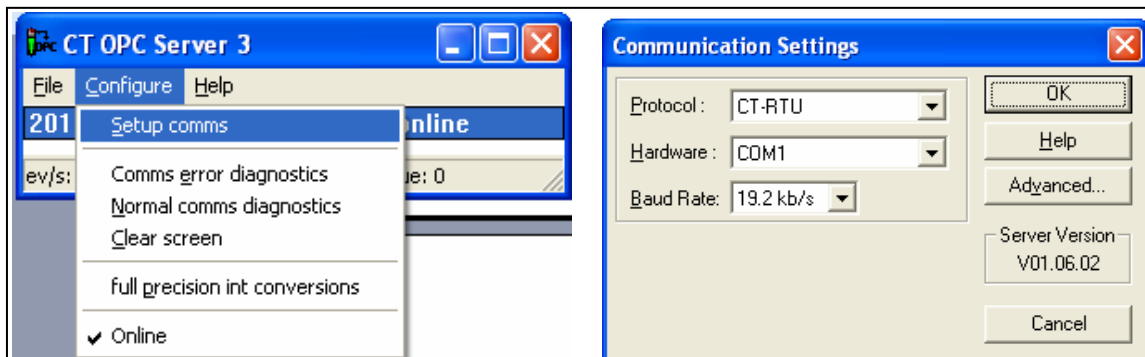 CT OPC Server 3
File Configure Help
201 online
Setup comms
ev/s: ue: 0
Comms error diagnostics
Normal comms diagnostics
Clear screen
full precision int conversions
Online
Communication Settings
Protocol : CT-RTU
Hardware : COM1
Baud Rate: 19.2 kb/s
OK
Help
Advanced...
Server Version
V01.06.02
Cancel